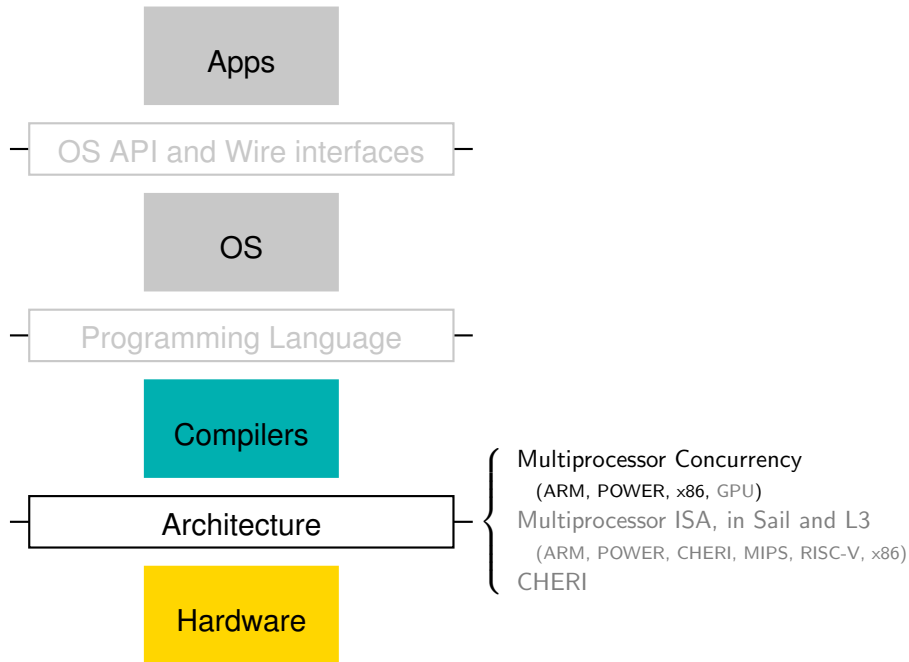 Apps
OS API and Wire interfaces
OS
Programming Language
Compilers
Architecture
Multiprocessor Concurrency
(ARM, POWER, x86, GPU)
Multiprocessor ISA, in Sail and L3
(ARM, POWER, CHERI, MIPS, RISC-V, x86)
CHERI
Hardware